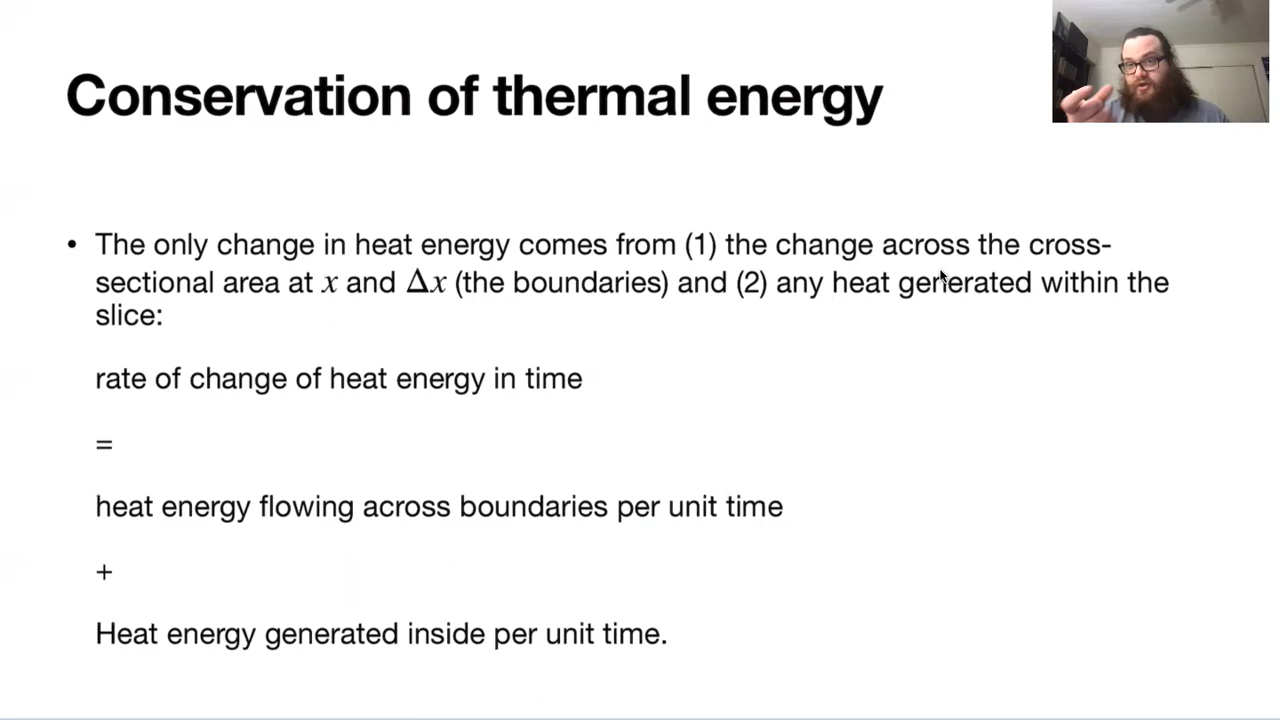 Conservation of thermal energy
• The only change in heat energy comes from (1) the change across the cross-
sectional area at x and Δx (the boundaries) and (2) any heat generated within the
slice:
rate of change of heat energy in time
=
heat energy flowing across boundaries per unit time
+
Heat energy generated inside per unit time.